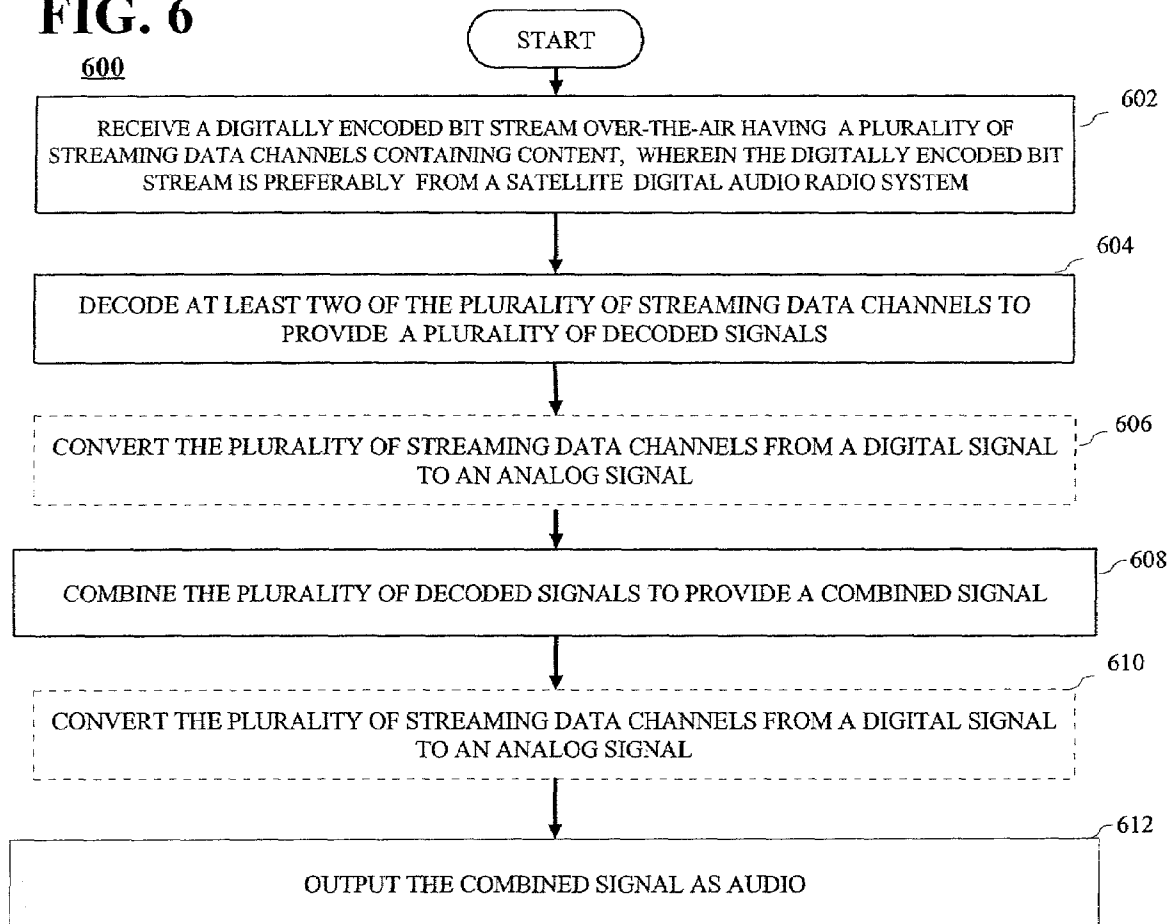 FIG. 6
600
START
602
RECEIVE A DIGITALLY ENCODED BIT STREAM OVER-THE-AIR HAVING A PLURALITY OF
STREAMING DATA CHANNELS CONTAINING CONTENT, WHEREIN THE DIGITALLY ENCODED BIT
STREAM IS PREFERABLY FROM A SATELLITE DIGITAL AUDIO RADIO SYSTEM
604
DECODE AT LEAST TWO OF THE PLURALITY OF STREAMING DATA CHANNELS TO
PROVIDE A PLURALITY OF DECODED SIGNALS
606
CONVERT THE PLURALITY OF STREAMING DATA CHANNELS FROM A DIGITAL SIGNAL
TO AN ANALOG SIGNAL
608
COMBINE THE PLURALITY OF DECODED SIGNALS TO PROVIDE A COMBINED SIGNAL
610
CONVERT THE PLURALITY OF STREAMING DATA CHANNELS FROM A DIGITAL SIGNAL
TO AN ANALOG SIGNAL
612
OUTPUT THE COMBINED SIGNAL AS AUDIO